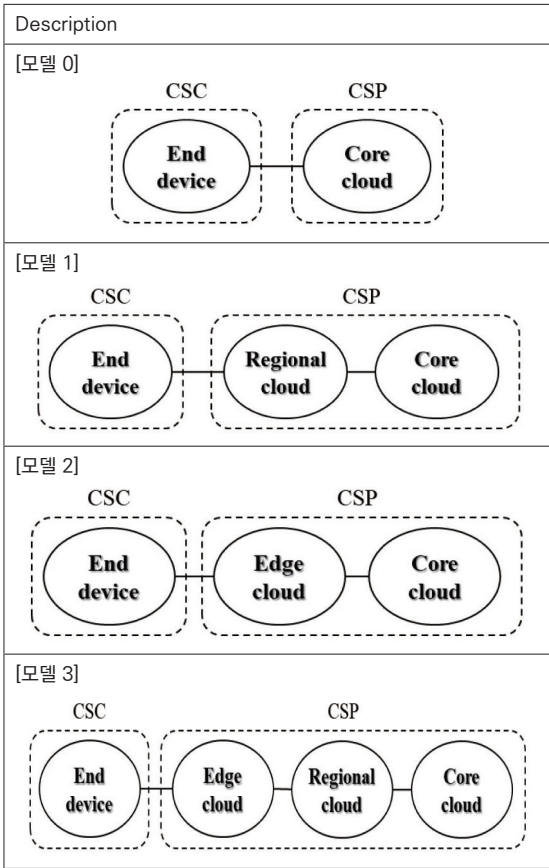 Description
[모델 0]
CSC CSP
End Core
device cloud
[모델 1]
CSC CSP
End Regional Core
device cloud cloud
[모델 2]
CSC CSP
End Edge Core
device cloud cloud
[모델 3]
CSC CSP
End Edge Regional Core
device cloud cloud cloud